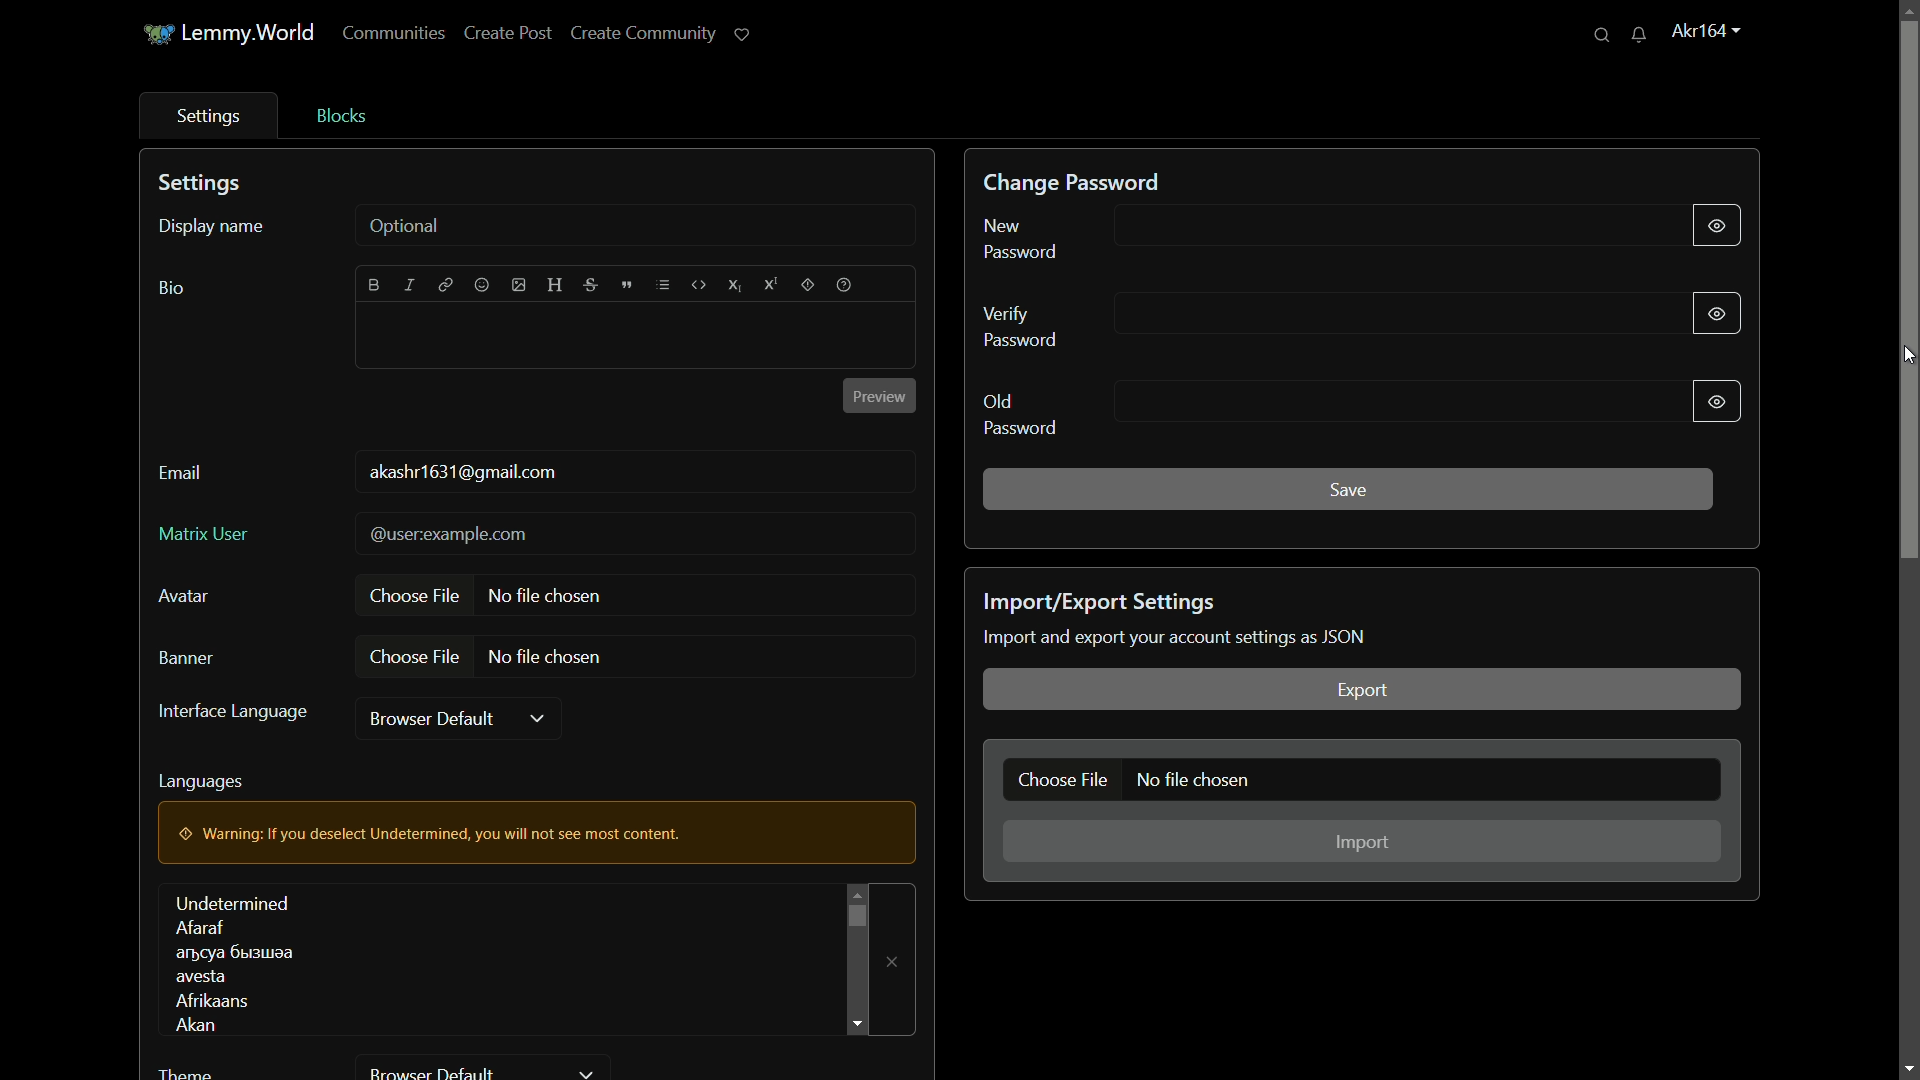 Lemmy.World Communities Create Post Create Community Akr164
Settings Blocks
Settings
Display name Optional
Bio
Preview
Email akashr1631@gmail.com
Matrix User @user:example.com
Avatar Choose File No file chosen
Banner Choose File No file chosen
Interface Language Browser Default
Languages
Warning: If you deselect Undetermined, you will not see most content.
Undetermined
Afaraf
аҧсуа бызшәа
avesta
Afrikaans
Akan
Theme Browser Default
Change Password
New
Password
Verify
Password
Old
Password
Save
Import/Export Settings
Import and export your account settings as JSON
Export
Choose File No file chosen
Import